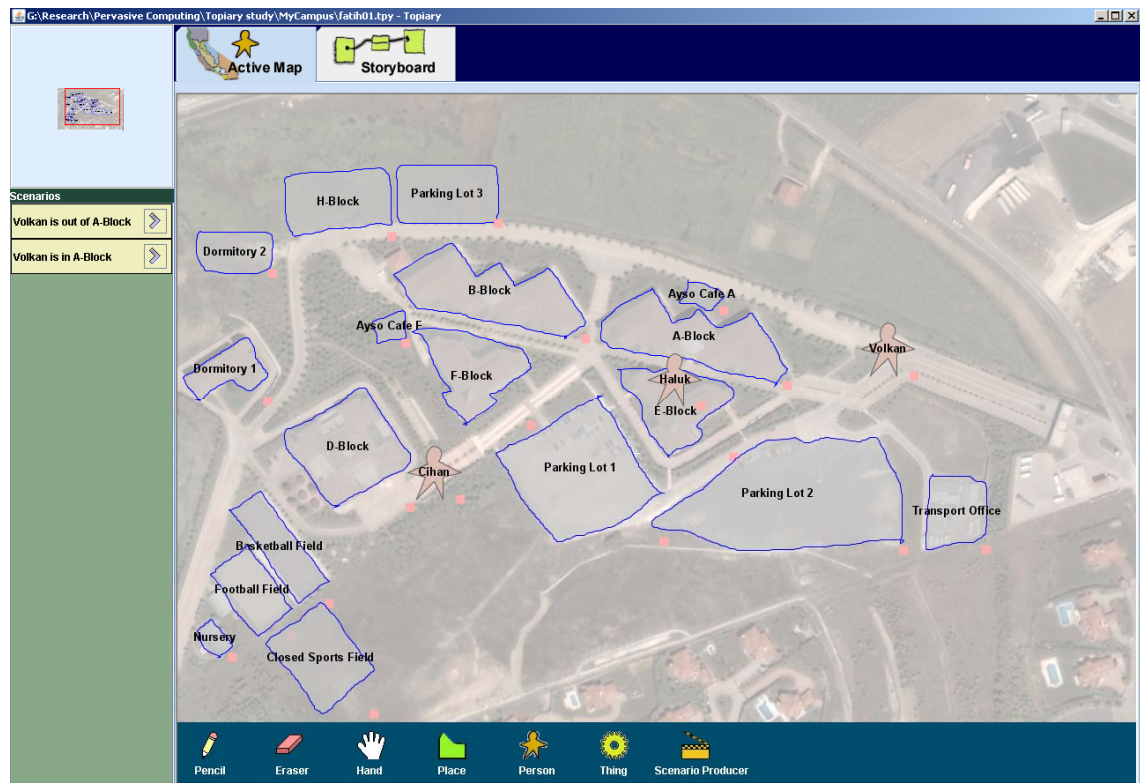 G:\Research\Pervasive Computing\Topiary study\MyCampus\fatih01.tpy - Topiary
Active Map
Storyboard
Scenarios
Volkan is out of A-Block
Volkan is in A-Block
H-Block
Parking Lot 3
Dormitory 2
B-Block
Ayso Cafe A
Ayso Cafe F
A-Block
Volkan
Dormitory 1
F-Block
Haluk
E-Block
D-Block
Cihan
Parking Lot 1
Parking Lot 2
Transport Office
Basketball Field
Football Field
Nursery
Closed Sports Field
Pencil
Eraser
Hand
Place
Person
Thing
Scenario Producer